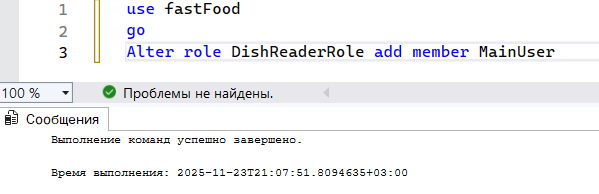 1 use fastFood
2 go
3 Alter role DishReaderRole add member MainUser
100 %
Проблемы не найдены.
Сообщения
Выполнение команд успешно завершено.
Время выполнения: 2025-11-23T21:07:51.8094635+03:00